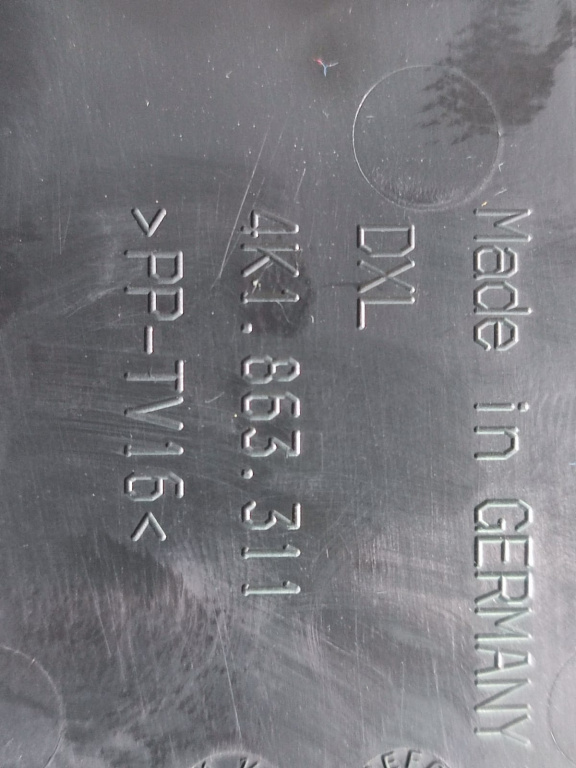 Made in GERMANY
DXL
4K1.863.311
>PP-TV16<